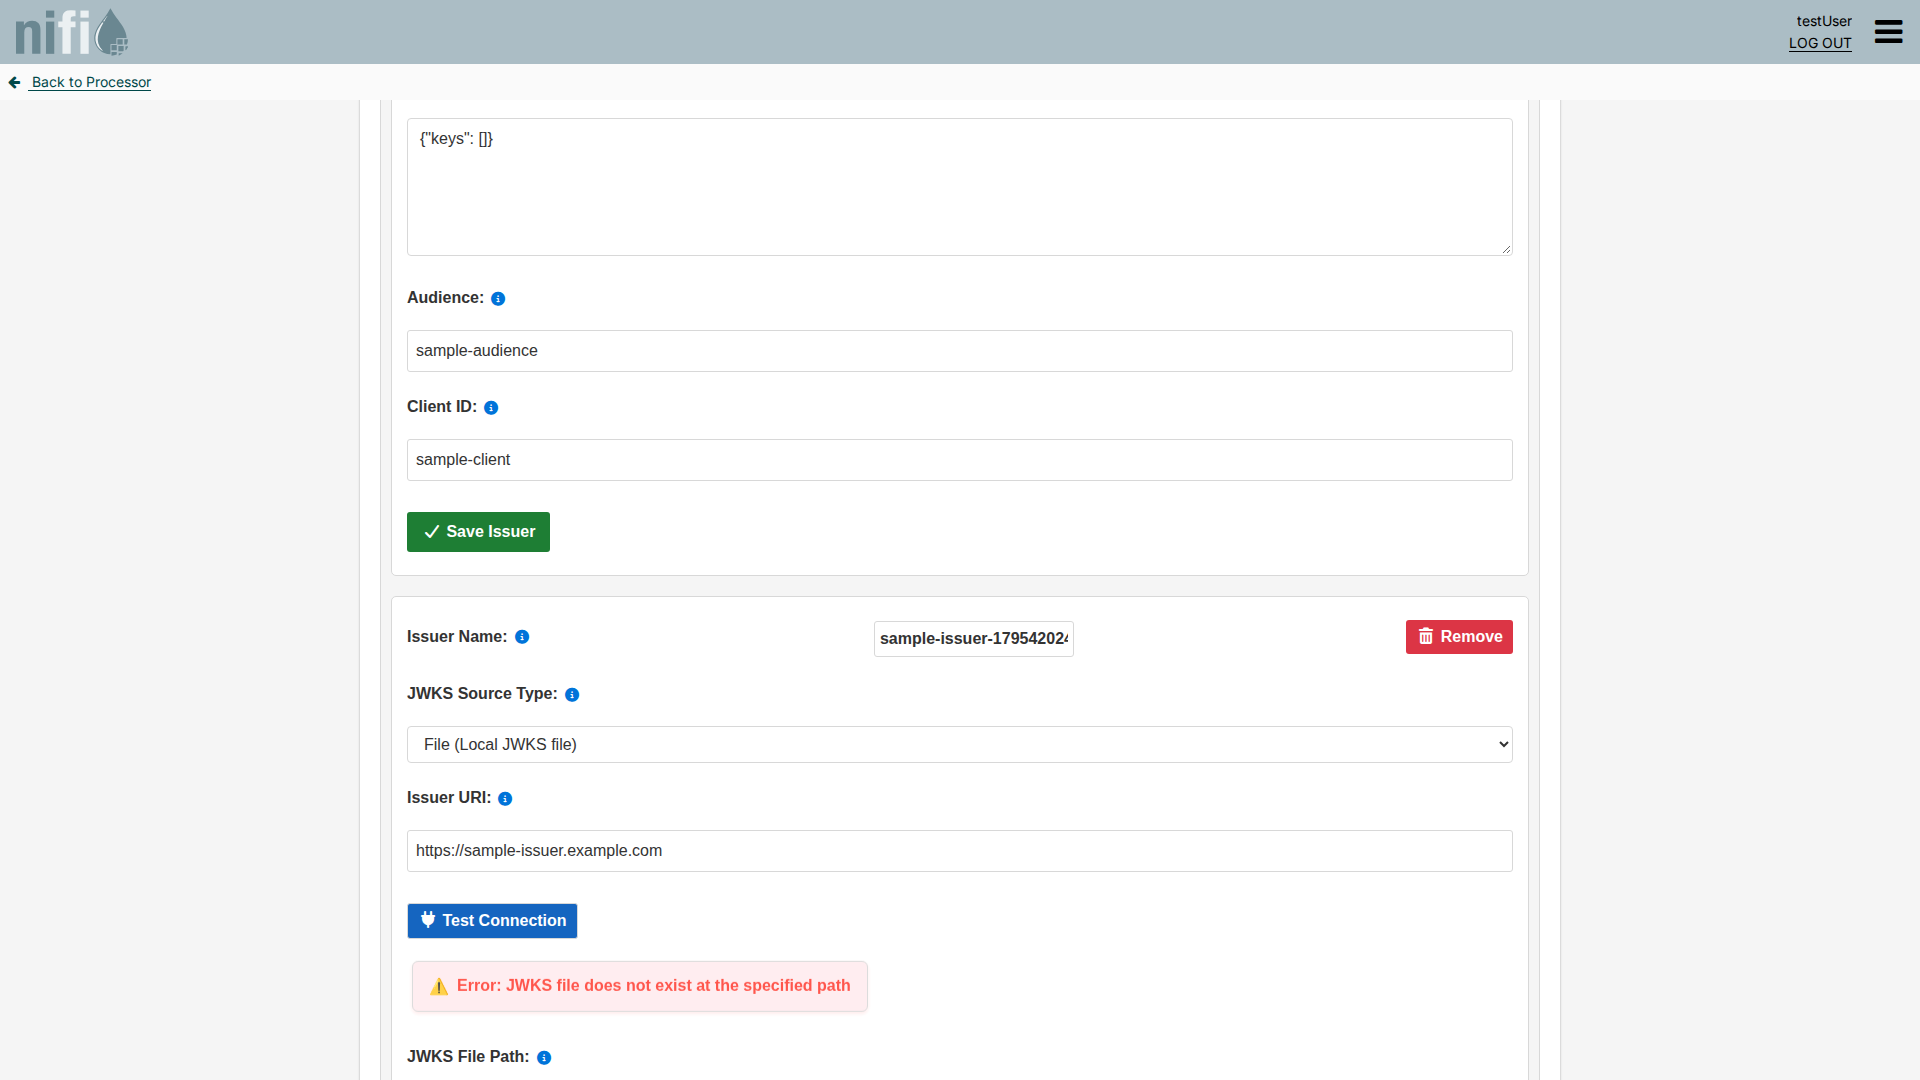 nifi
testUser
LOG OUT
Back to Processor
{"keys": []}
Audience:
sample-audience
Client ID:
sample-client
Save Issuer
Issuer Name:
sample-issuer-179542024
Remove
JWKS Source Type:
File (Local JWKS file)
Issuer URI:
https://sample-issuer.example.com
Test Connection
Error: JWKS file does not exist at the specified path
JWKS File Path: